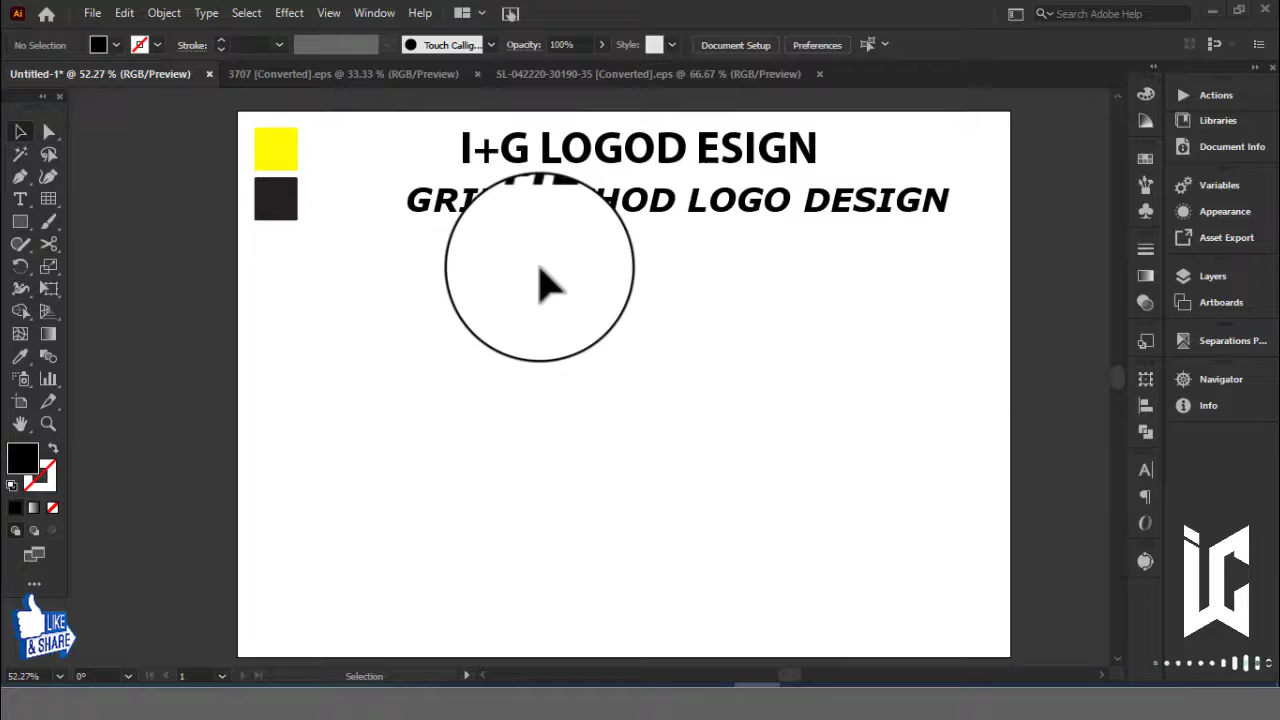 Ai File Edit Object Type Select Effect View Window Help Search Adobe Help
No Selection Stroke: Touch Callig... Opacity: 100% Style: Document Setup Preferences
Untitled-1* @ 52.27 % (RGB/Preview) × 3707 [Converted].eps @ 33.33 % (RGB/Preview) × SL-042220-30190-35 [Converted].eps @ 66.67 % (RGB/Preview) ×
I+G LOGOD ESIGN
HOD LOGO DESIGN
Actions
Libraries
Document Info
Variables
Appearance
Asset Export
Layers
Artboards
Separations P...
Navigator
Info
LIKE
& SHARE
52.27% 0° 1 Selection